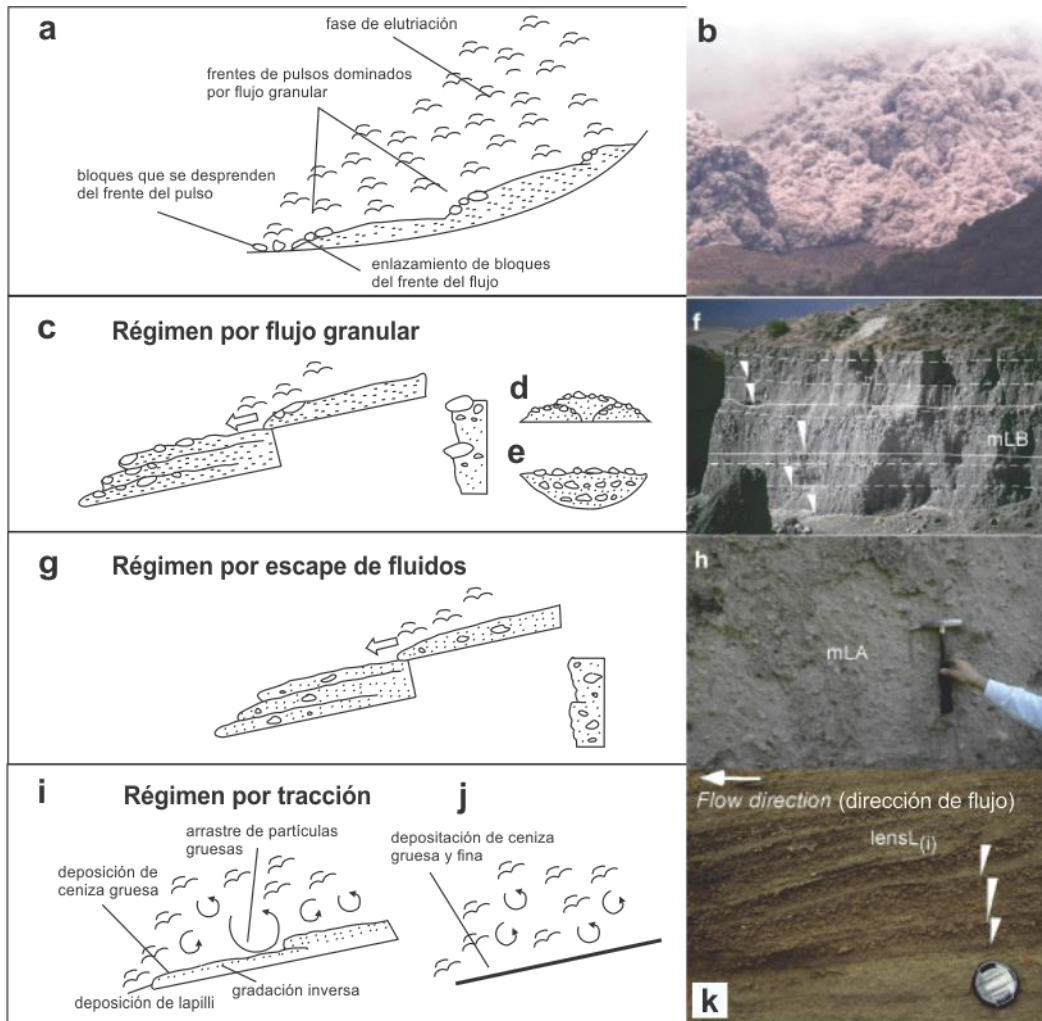 a
fase de elutriación
frentes de pulsos dominados
por flujo granular
bloques que se desprenden
del frente del pulso
enlazamiento de bloques
del frente del flujo
b
c
Régimen por flujo granular
d
e
f
mLB
g
Régimen por escape de fluidos
h
mLA
i
Régimen por tracción
j
arrastre de partículas
gruesas
deposición de
ceniza gruesa
deposición de lapilli
gradación inversa
depositación de ceniza
gruesa y fina
Flow direction (dirección de flujo)
lensL(i)
k